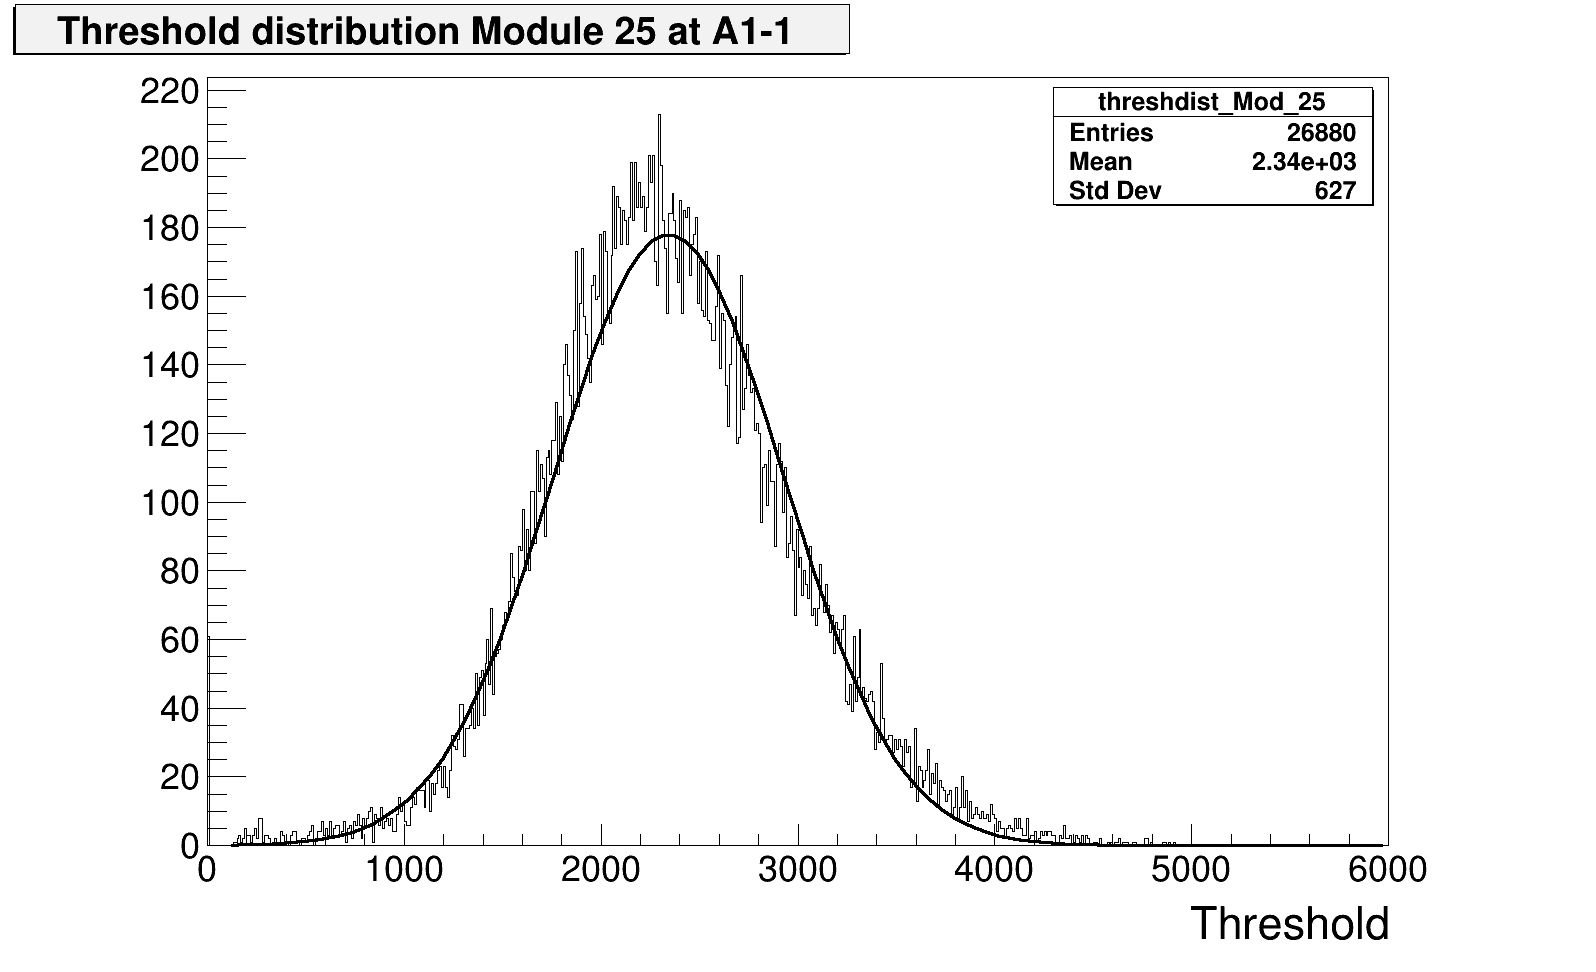 Threshold distribution Module 25 at A1-1
threshdist_Mod_25
Entries 26880
Mean 2.34e+03
Std Dev 627
220
200
180
160
140
120
100
80
60
40
20
0
0 1000 2000 3000 4000 5000 6000
Threshold